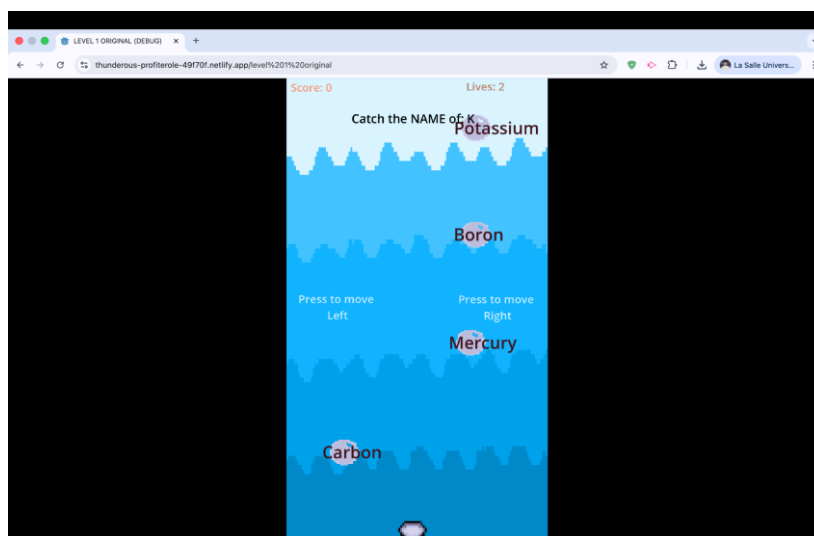 LEVEL 1 ORIGINAL (DEBUG)
thunderous-profiterole-49f70f.netlify.app/level%201%20original
La Salle Univers...
Score: 0
Lives: 2
Catch the NAME of: K
Potassium
Boron
Press to move
Left
Press to move
Right
Mercury
Carbon